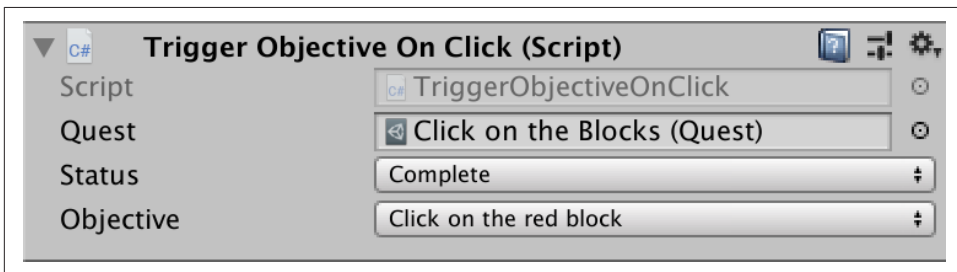 C# Trigger Objective On Click (Script)
Script C# TriggerObjectiveOnClick
Quest Click on the Blocks (Quest)
Status Complete
Objective Click on the red block